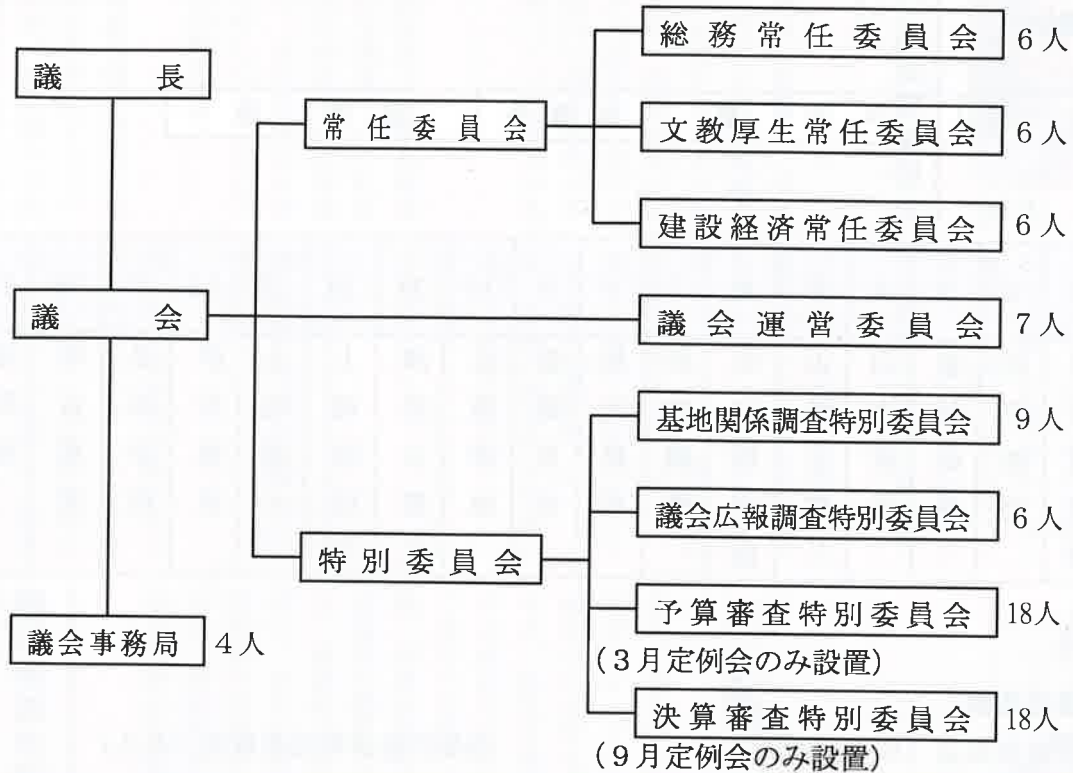 議長
議会
議会事務局 4人
常任委員会
総務常任委員会 6人
文教厚生常任委員会 6人
建設経済常任委員会 6人
議会運営委員会 7人
特別委員会
基地関係調査特別委員会 9人
議会広報調査特別委員会 6人
予算審査特別委員会 18人
(3月定例会のみ設置)
決算審査特別委員会 18人
(9月定例会のみ設置)